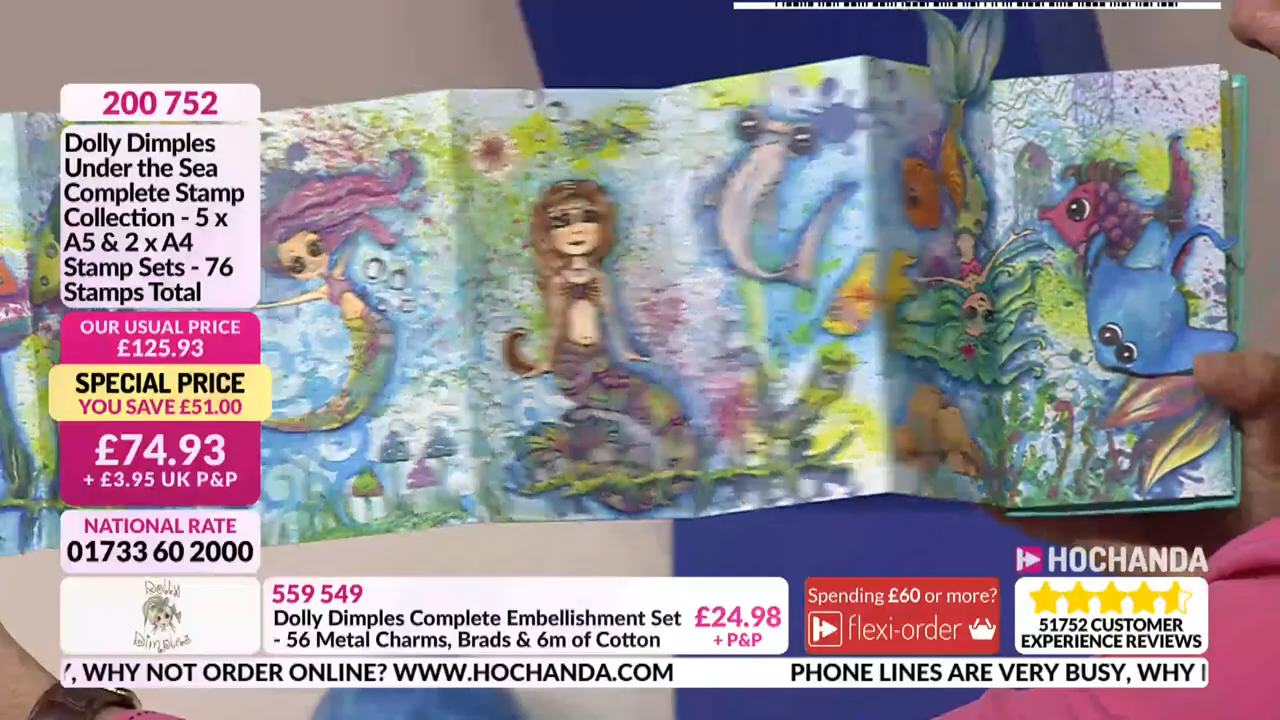 200 752
Dolly Dimples
Under the Sea
Complete Stamp
Collection - 5 x
A5 & 2 x A4
Stamp Sets - 76
Stamps Total
OUR USUAL PRICE
£125.93
SPECIAL PRICE
YOU SAVE £51.00
£74.93
+ £3.95 UK P&P
NATIONAL RATE
01733 60 2000
HOCHANDA
Dolly
Dimples
559 549
Dolly Dimples Complete Embellishment Set
- 56 Metal Charms, Brads & 6m of Cotton
£24.98
+ P&P
Spending £60 or more?
flexi-order
51752 CUSTOMER
EXPERIENCE REVIEWS
, WHY NOT ORDER ONLINE? WWW.HOCHANDA.COM
PHONE LINES ARE VERY BUSY, WHY